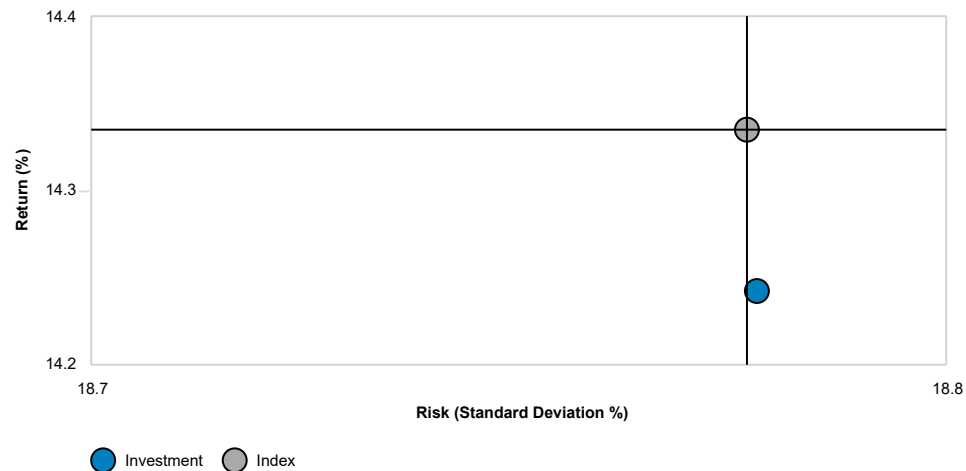 14.4
14.3
14.2
Return (%)
18.7
18.8
Risk (Standard Deviation %)
Investment
Index